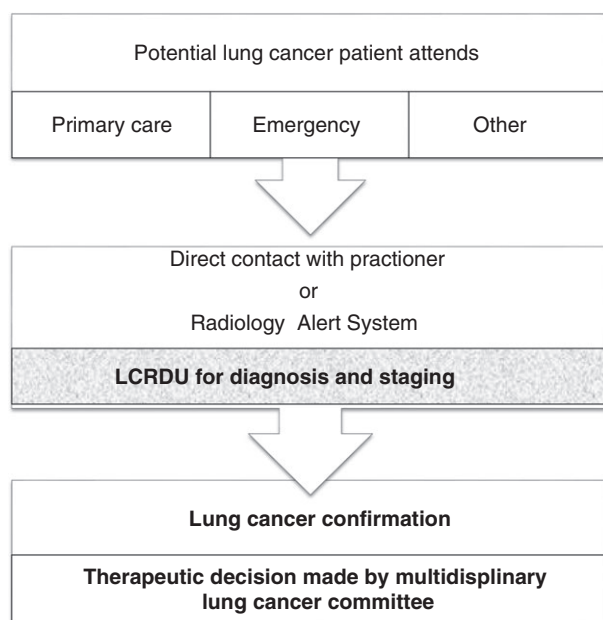 Potential lung cancer patient attends
Primary care Emergency Other
Direct contact with practioner
or
Radiology Alert System
LCRDU for diagnosis and staging
Lung cancer confirmation
Therapeutic decision made by multidisplinary
lung cancer committee